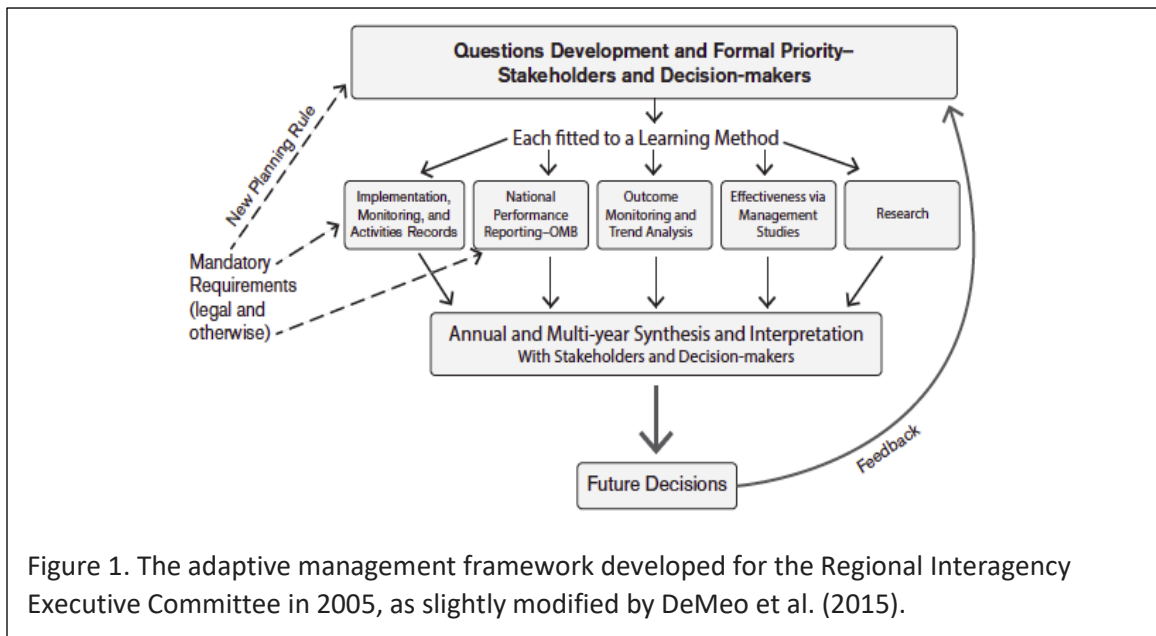 Questions Development and Formal Priority–
Stakeholders and Decision-makers
New Planning Rule
Each fitted to a Learning Method
Implementation,
Monitoring, and
Activities Records
National
Performance
Reporting–OMB
Outcome
Monitoring and
Trend Analysis
Effectiveness via
Management
Studies
Research
Mandatory
Requirements
(legal and
otherwise)
Annual and Multi-year Synthesis and Interpretation
With Stakeholders and Decision-makers
Future Decisions
Feedback
Figure 1. The adaptive management framework developed for the Regional Interagency
Executive Committee in 2005, as slightly modified by DeMeo et al. (2015).